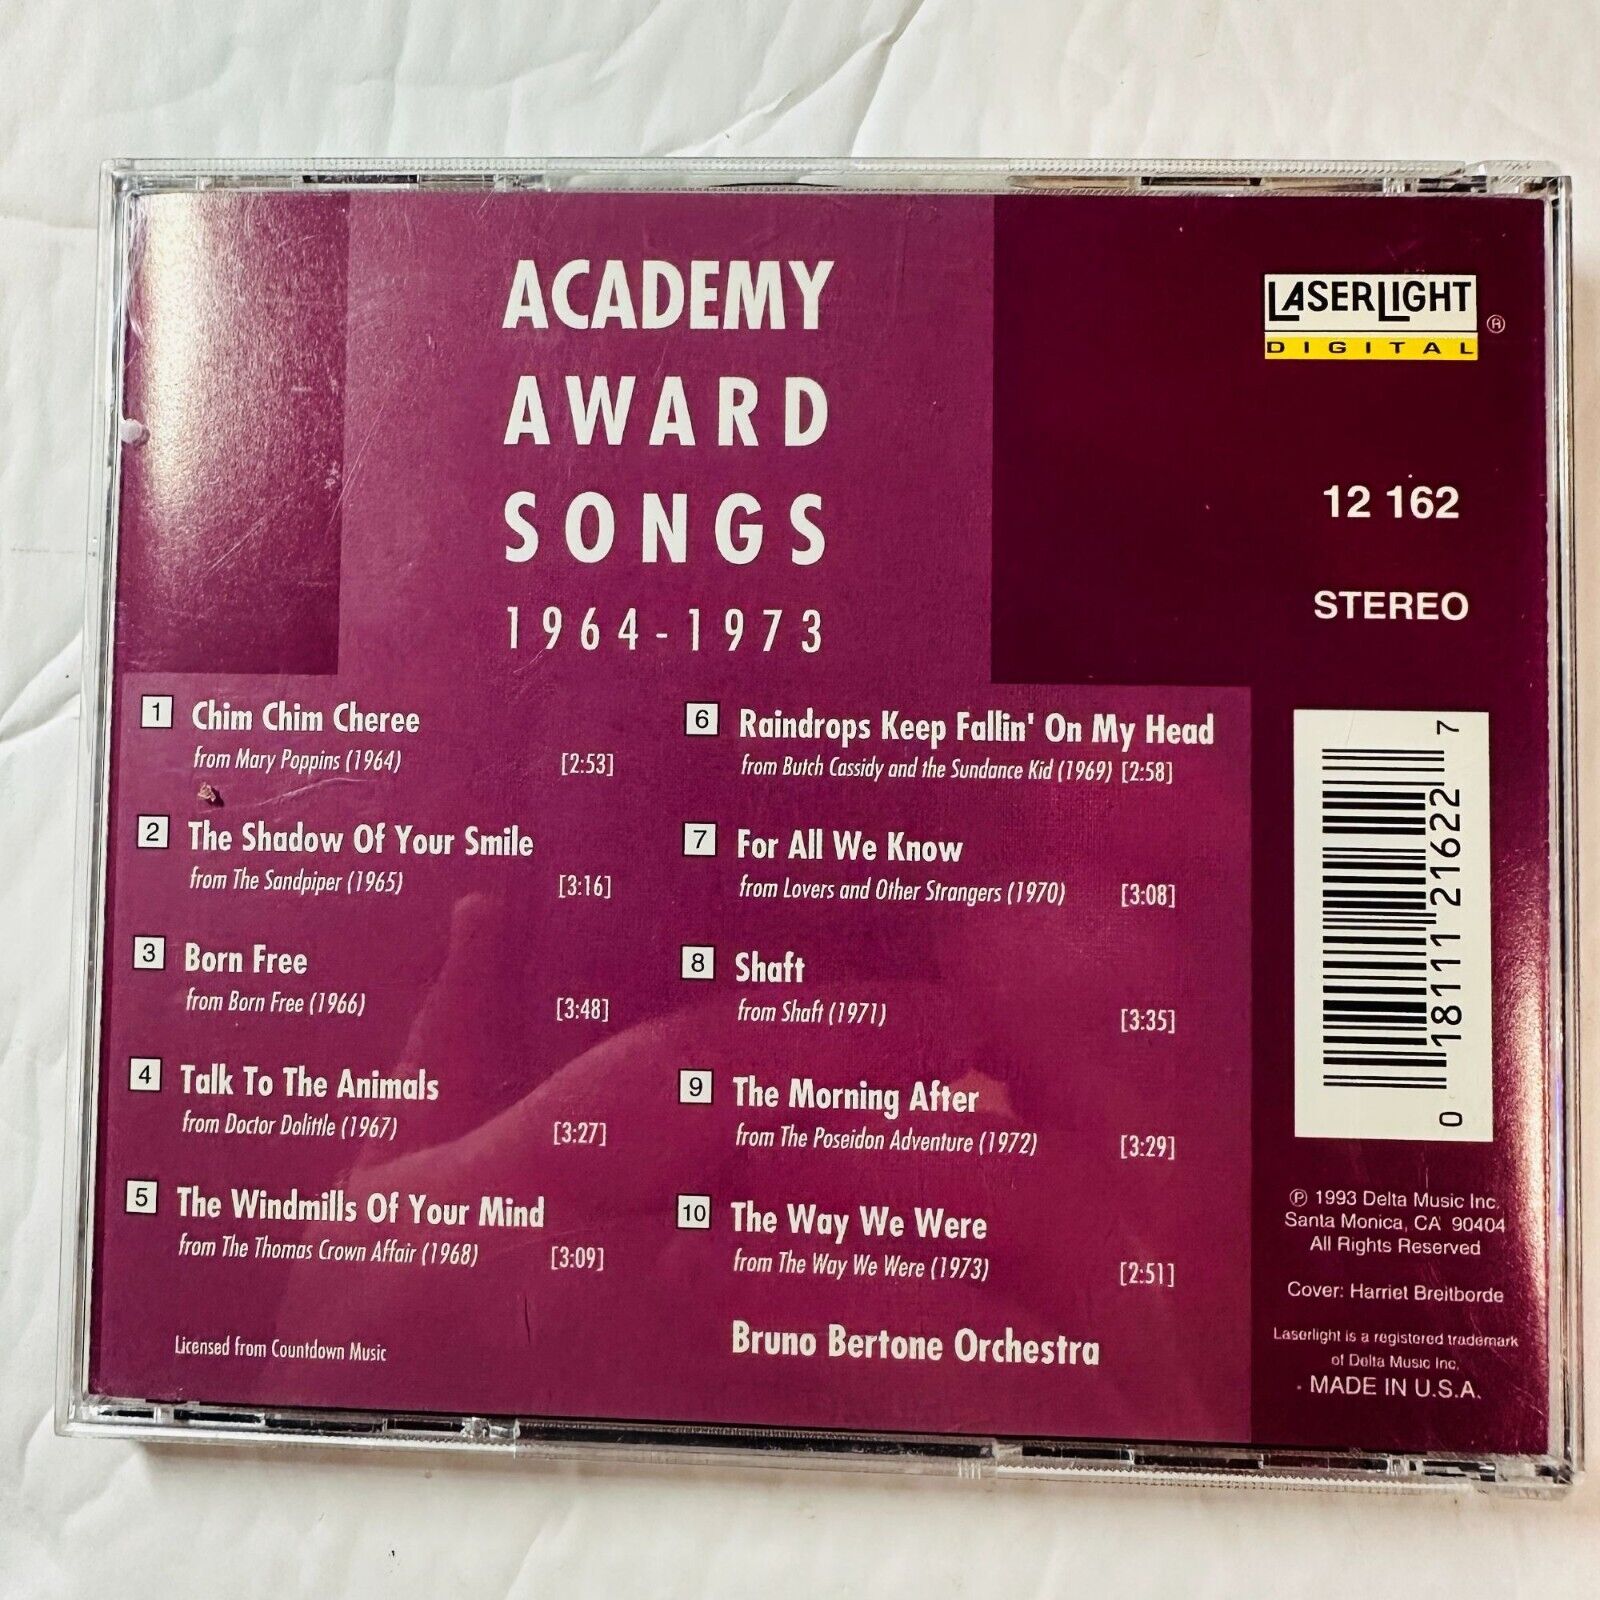 ACADEMY
AWARD
SONGS
1964-1973
LASERLIGHT ®
DIGITAL
12 162
STEREO
1 Chim Chim Cheree
from Mary Poppins (1964) [2:53]
2 The Shadow Of Your Smile
from The Sandpiper (1965) [3:16]
3 Born Free
from Born Free (1966) [3:48]
4 Talk To The Animals
from Doctor Dolittle (1967) [3:27]
5 The Windmills Of Your Mind
from The Thomas Crown Affair (1968) [3:09]
Licensed from Countdown Music
6 Raindrops Keep Fallin' On My Head
from Butch Cassidy and the Sundance Kid (1969) [2:58]
7 For All We Know
from Lovers and Other Strangers (1970) [3:08]
8 Shaft
from Shaft (1971) [3:35]
9 The Morning After
from The Poseidon Adventure (1972) [3:29]
10 The Way We Were
from The Way We Were (1973) [2:51]
Bruno Bertone Orchestra
0 18111 21622 7
℗ 1993 Delta Music Inc.
Santa Monica, CA 90404
All Rights Reserved
Cover: Harriet Breitborde
Laserlight is a registered trademark
of Delta Music Inc.
MADE IN U.S.A.